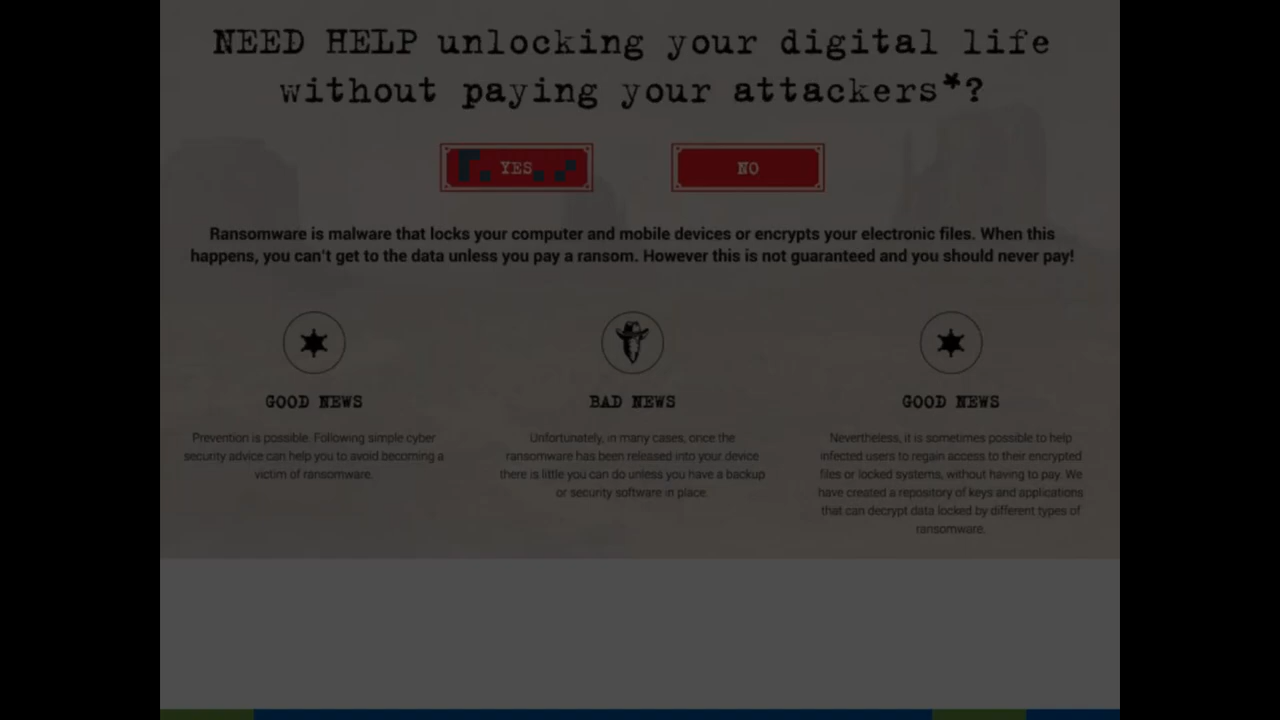 NEED HELP unlocking your digital life
without paying your attackers*?
YES
NO
Ransomware is malware that locks your computer and mobile devices or encrypts your electronic files. When this
happens, you can't get to the data unless you pay a ransom. However this is not guaranteed and you should never pay!
GOOD NEWS
Prevention is possible. Following simple cyber
security advice can help you to avoid becoming a
victim of ransomware.
BAD NEWS
Unfortunately, in many cases, once the
ransomware has been released into your device
there is little you can do unless you have a backup
or security software in place.
GOOD NEWS
Nevertheless, it is sometimes possible to help
infected users to regain access to their encrypted
files or locked systems, without having to pay. We
have created a repository of keys and applications
that can decrypt data locked by different types of
ransomware.